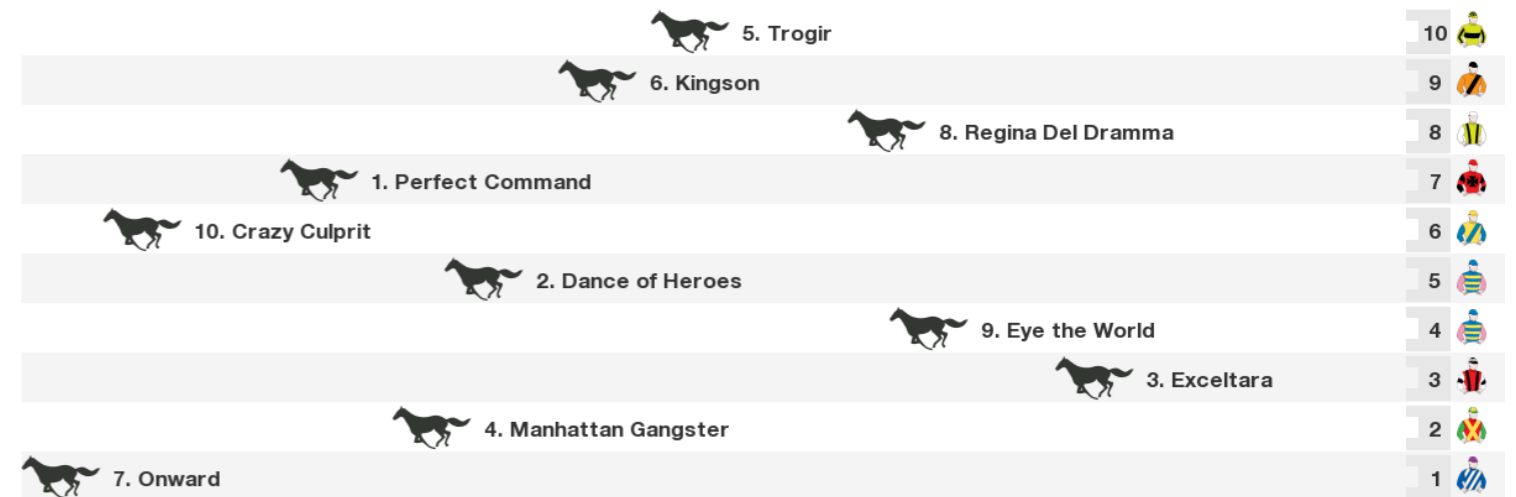 5. Trogir 10
6. Kingson 9
8. Regina Del Dramma 8
1. Perfect Command 7
10. Crazy Culprit 6
2. Dance of Heroes 5
9. Eye the World 4
3. Exceltara 3
4. Manhattan Gangster 2
7. Onward 1